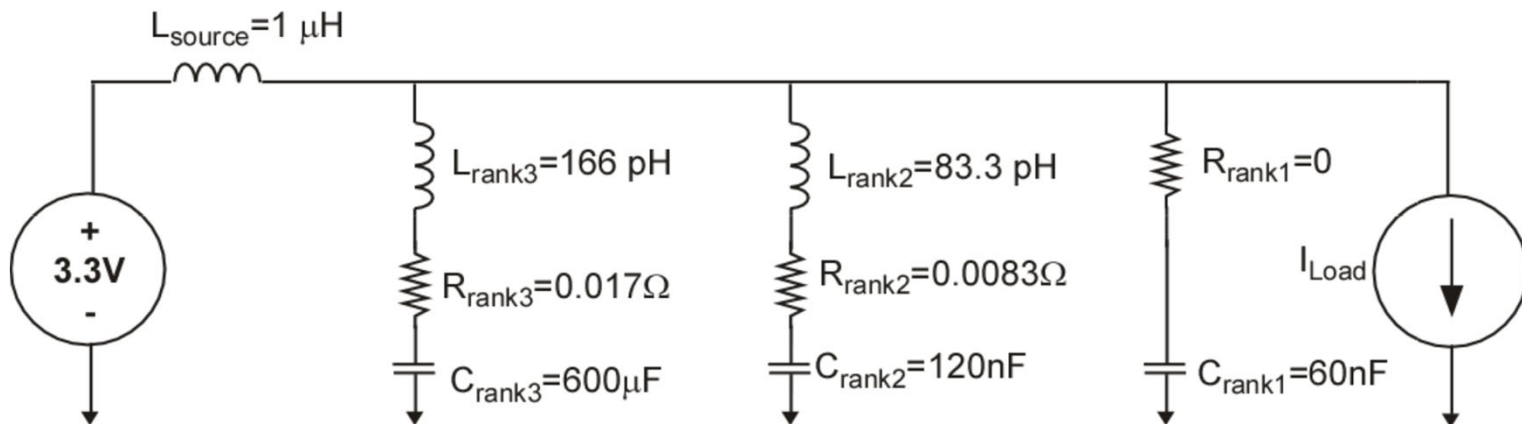 L_source=1 μH
+
3.3V
-
L_rank3=166 pH
R_rank3=0.017Ω
C_rank3=600μF
L_rank2=83.3 pH
R_rank2=0.0083Ω
C_rank2=120nF
R_rank1=0
C_rank1=60nF
I_Load